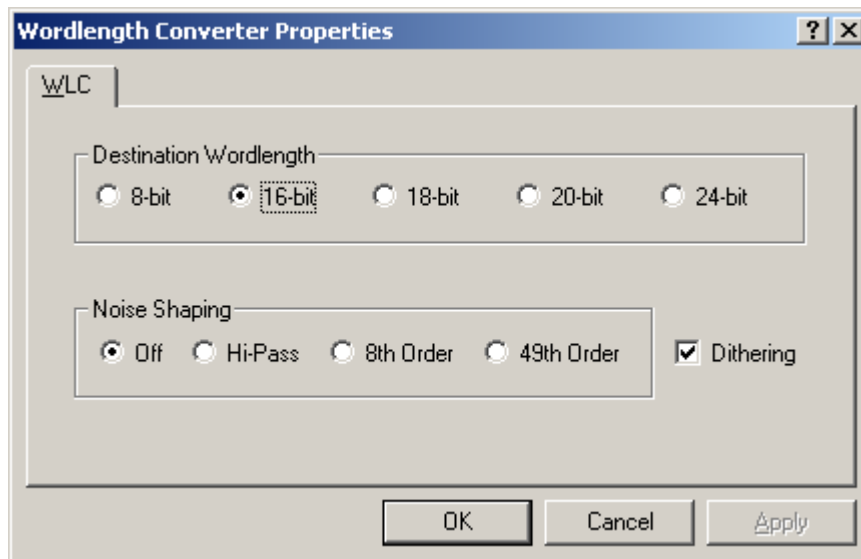 Wordlength Converter Properties
WLC
Destination Wordlength
8-bit 16-bit 18-bit 20-bit 24-bit
Noise Shaping
Off Hi-Pass 8th Order 49th Order Dithering
OK Cancel Apply